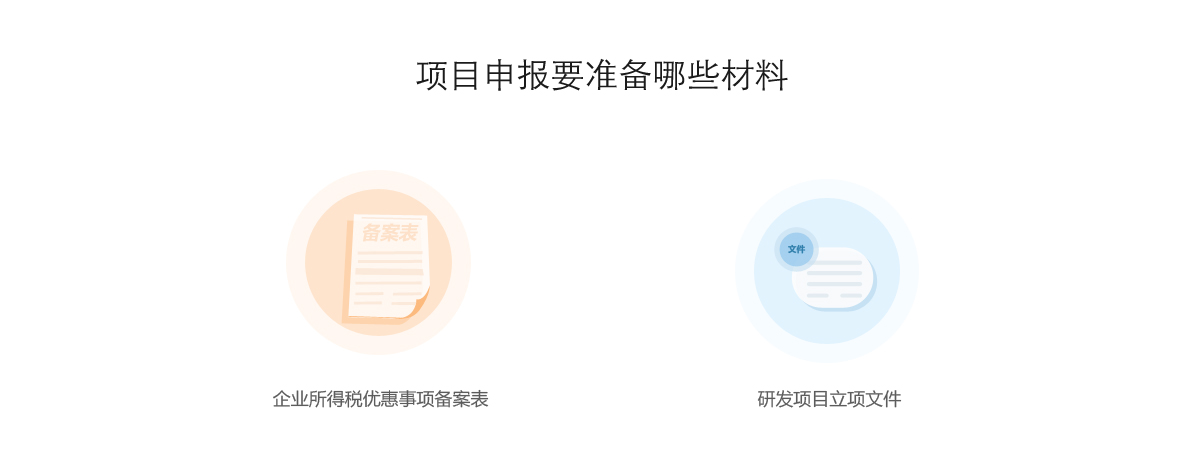 项目申报要准备哪些材料
备案表
文件
企业所得税优惠事项备案表
研发项目立项文件